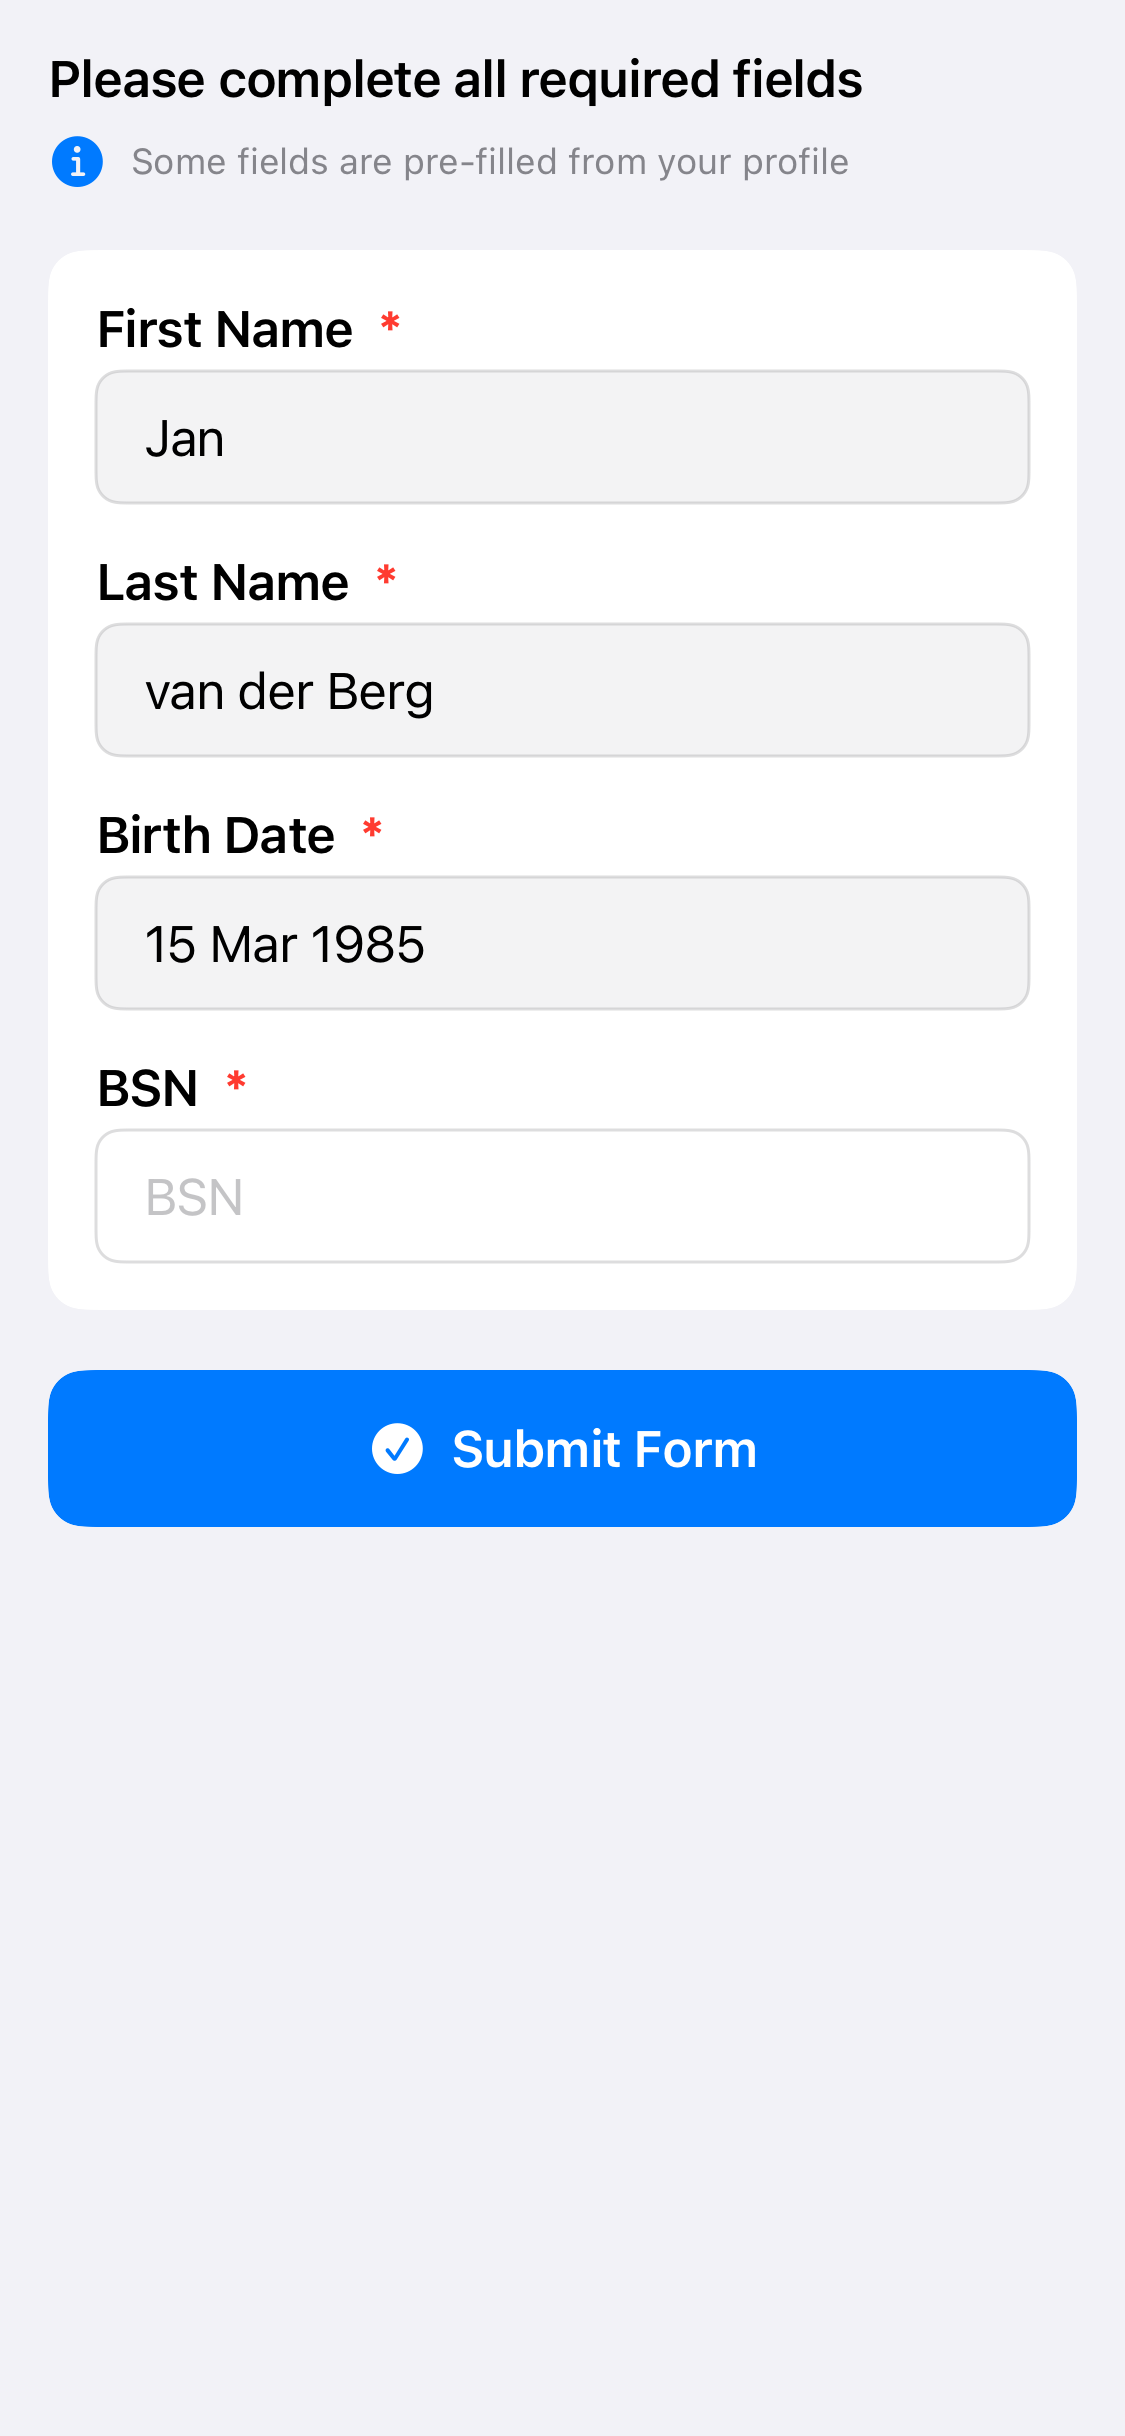 Please complete all required fields
Some fields are pre-filled from your profile
First Name *
Jan
Last Name *
van der Berg
Birth Date *
15 Mar 1985
BSN *
BSN
Submit Form